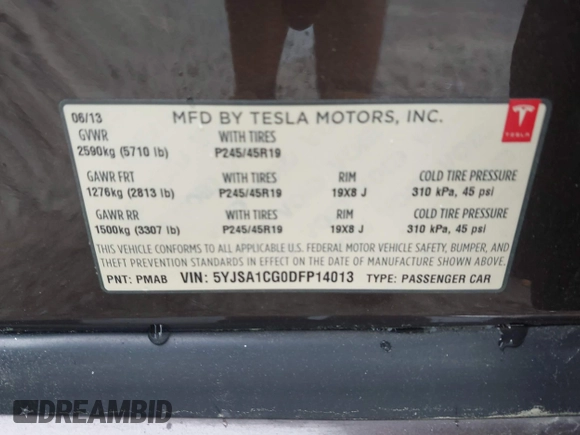 06/13 MFD BY TESLA MOTORS, INC.
GVWR WITH TIRES
2590kg (5710 lb) P245/45R19
TESLA
GAWR FRT WITH TIRES RIM COLD TIRE PRESSURE
1276kg (2813 lb) P245/45R19 19X8 J 310 kPa, 45 psi
GAWR RR WITH TIRES RIM COLD TIRE PRESSURE
1500kg (3307 lb) P245/45R19 19X8 J 310 kPa, 45 psi
THIS VEHICLE CONFORMS TO ALL APPLICABLE U.S. FEDERAL MOTOR VEHICLE SAFETY, BUMPER, AND
THEFT PREVENTION STANDARDS IN EFFECT ON THE DATE OF MANUFACTURE SHOWN ABOVE.
PNT: PMAB VIN: 5YJSA1CG0DFP14013 TYPE: PASSENGER CAR
DREAMBID